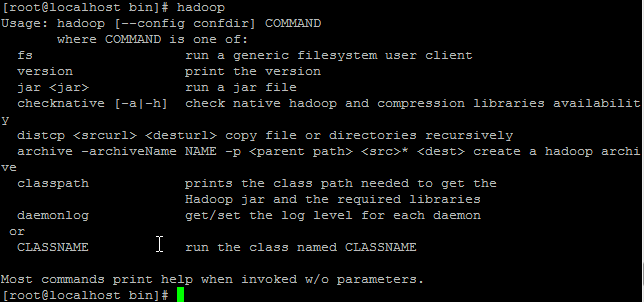 [root@localhost bin]# hadoop
Usage: hadoop [--config confdir] COMMAND
       where COMMAND is one of:
  fs                   run a generic filesystem user client
  version              print the version
  jar <jar>            run a jar file
  checknative [-a|-h]  check native hadoop and compression libraries availabilit
y
  distcp <srcurl> <desturl> copy file or directories recursively
  archive -archiveName NAME -p <parent path> <src>* <dest> create a hadoop archi
ve
  classpath            prints the class path needed to get the
                       Hadoop jar and the required libraries
  daemonlog            get/set the log level for each daemon
 or
  CLASSNAME            run the class named CLASSNAME

Most commands print help when invoked w/o parameters.
[root@localhost bin]#